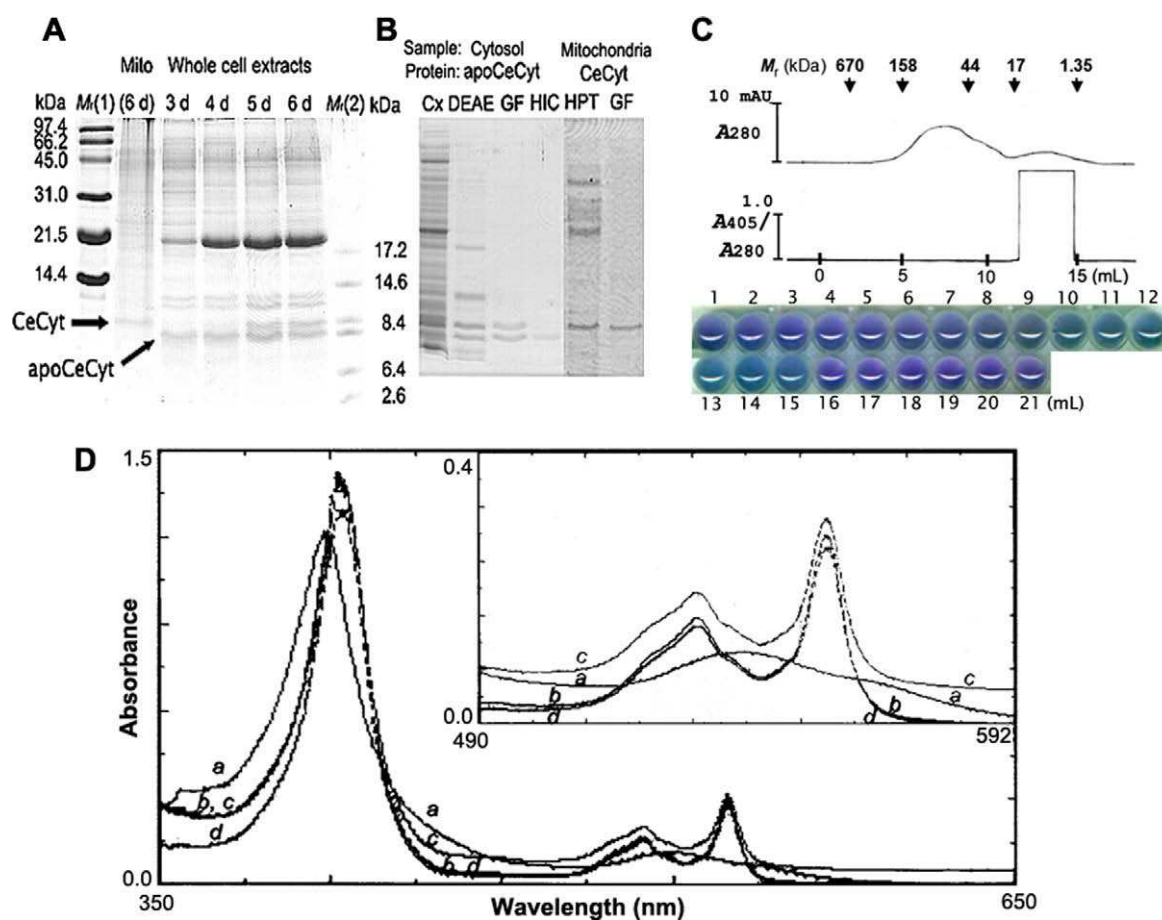 A
Mito Whole cell extracts
kDa Mr(1) (6 d) 3 d 4 d 5 d 6 d Mr(2) kDa
97.4
66.2
45.0
31.0
21.5
14.4
CeCyt
apoCeCyt
17.2
14.6
8.4
6.4
2.6
B
Sample: Cytosol Mitochondria
Protein: apoCeCyt CeCyt
Cx DEAE GF HIC HPT GF
C
Mr (kDa) 670 158 44 17 1.35
10 mAU
A280
1.0
A405/
A280
0 5 10 15 (mL)
1 2 3 4 5 6 7 8 9 10 11 12
13 14 15 16 17 18 19 20 21 (mL)
D
1.5
Absorbance
0.0
350
Wavelength (nm)
650
a
b, c
d
a
c
b, d
0.4
0.0
490
592
c
a
b
d
c
a
b
d